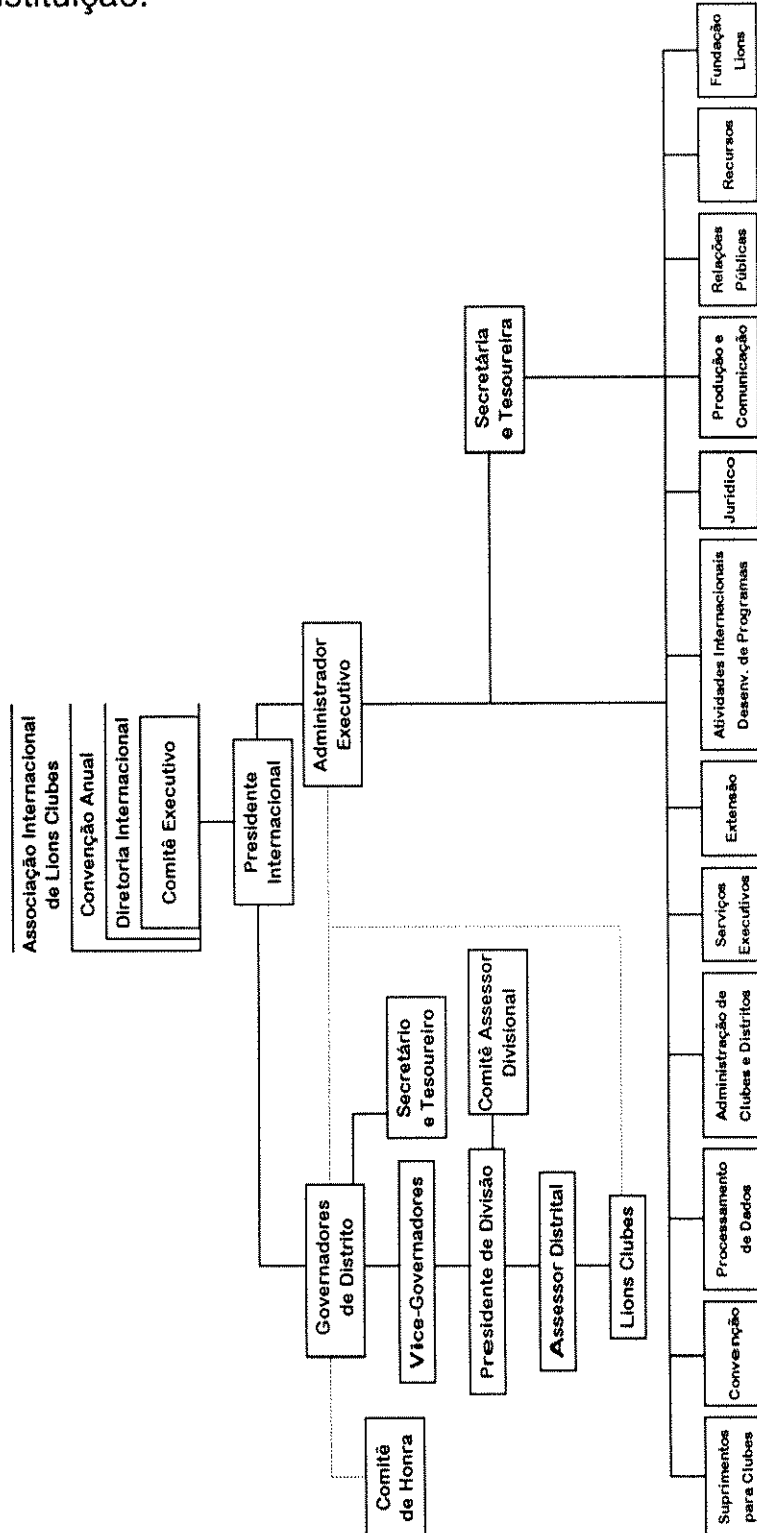 nstituição.
Associação Internacional
de Lions Clubes
Convenção Anual
Diretoria Internacional
Comitê Executivo
Presidente
Internacional
Administrador
Executivo
Governadores
de Distrito
Secretário
e Tesoureiro
Comitê
de Honra
Vice-Governadores
Presidente de Divisão
Comitê Assessor
Divisional
Secretária
e Tesoureira
Assessor Distrital
Lions Clubes
Suprimentos
para Clubes
Convenção
Processamento
de Dados
Administração de
Clubes e Distritos
Serviços
Executivos
Extensão
Atividades Internacionais
Desenv. de Programas
Jurídico
Produção e
Comunicação
Relações
Públicas
Recursos
Fundação
Lions